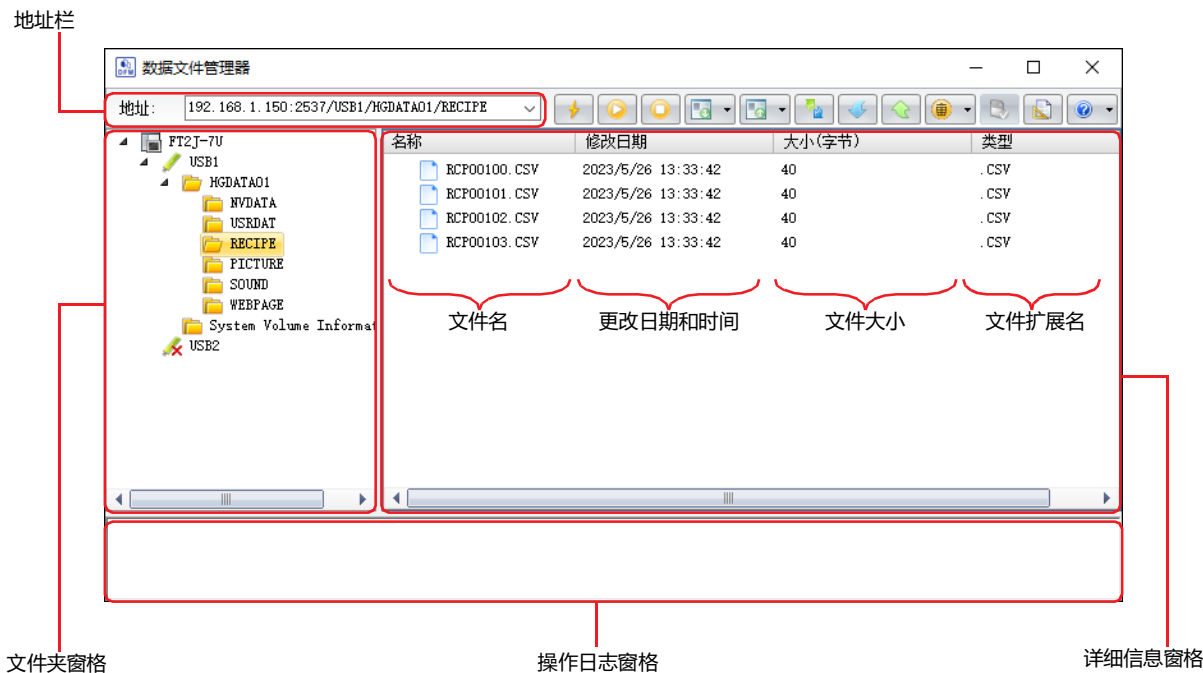 地址栏
数据文件管理器
地址:
192.168.1.150:2537/USB1/HGDATA01/RECIPE
FT2J-7U
USB1
HGDATA01
NVDATA
USRDAT
RECIPE
PICTURE
SOUND
WEBPAGE
System Volume Informat
USB2
名称 修改日期 大小(字节) 类型
RCP00100.CSV 2023/5/26 13:33:42 40 .CSV
RCP00101.CSV 2023/5/26 13:33:42 40 .CSV
RCP00102.CSV 2023/5/26 13:33:42 40 .CSV
RCP00103.CSV 2023/5/26 13:33:42 40 .CSV
文件名 更改日期和时间 文件大小 文件扩展名
文件夹窗格 操作日志窗格 详细信息窗格